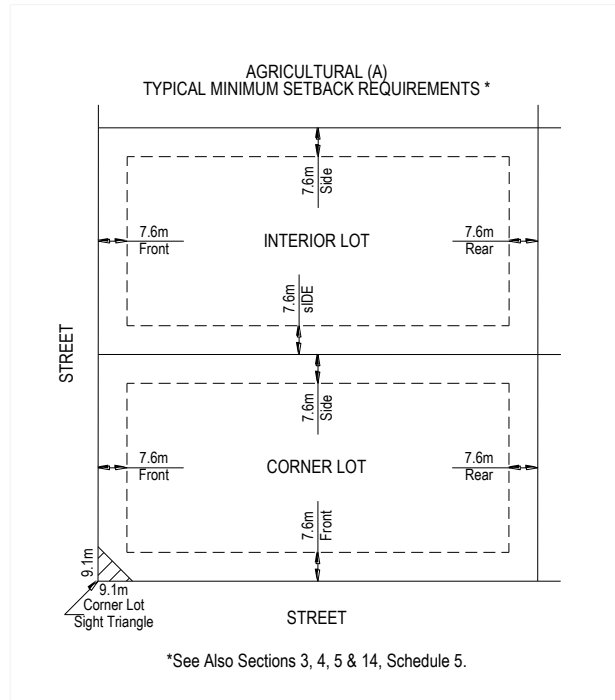 AGRICULTURAL (A)
TYPICAL MINIMUM SETBACK REQUIREMENTS *
7.6m
Side
7.6m
Front
INTERIOR LOT
7.6m
Rear
7.6m
sIDE
STREET
7.6m
Side
7.6m
Front
CORNER LOT
7.6m
Rear
7.6m
Front
9.1m
9.1m
Corner Lot
Sight Triangle
STREET
*See Also Sections 3, 4, 5 & 14, Schedule 5.